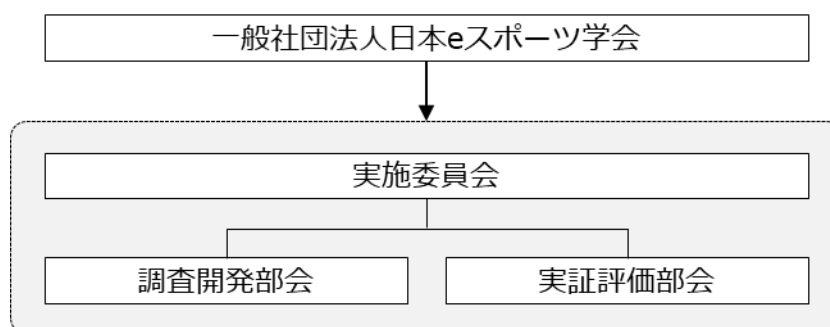 一般社団法人日本eスポーツ学会
実施委員会
調査開発部会
実証評価部会